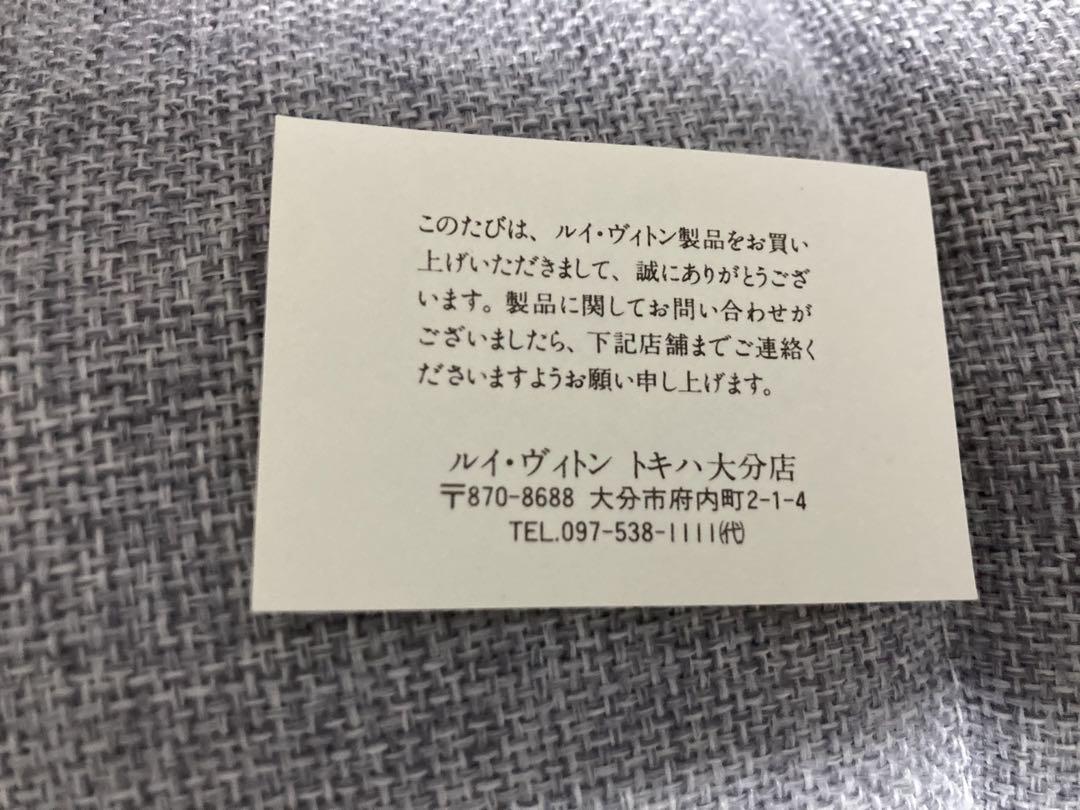 このたびは、ルイ・ヴィトン製品をお買い
上げいただきまして、誠にありがとうござ
います。製品に関してお問い合わせが
ございましたら、下記店舗までご連絡く
ださいますようお願い申し上げます。
ルイ・ヴィトン トキハ大分店
〒870-8688 大分市府内町2-1-4
TEL.097-538-1111㈹